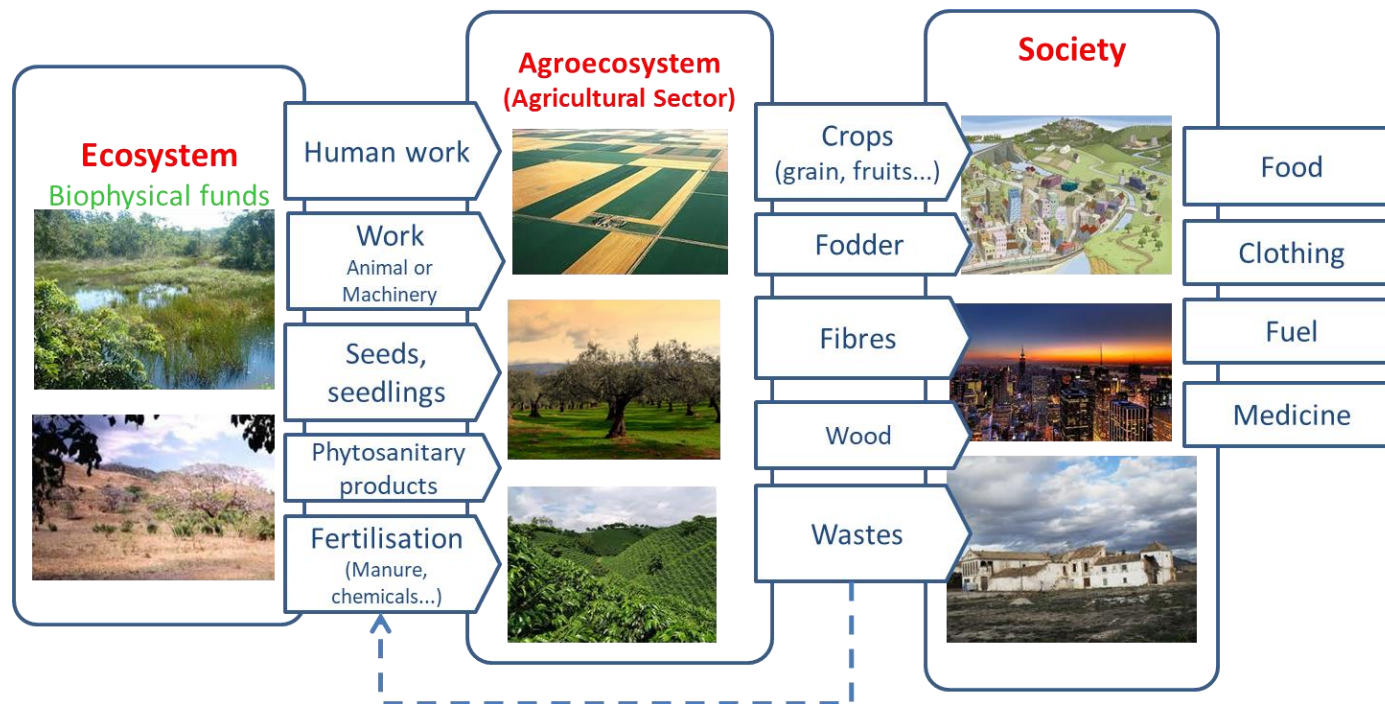 Ecosystem
Biophysical funds
Human work
Work
Animal or
Machinery
Seeds,
seedlings
Phytosanitary
products
Fertilisation
(Manure,
chemicals...)
Agroecosystem
(Agricultural Sector)
Crops
(grain, fruits...)
Fodder
Fibres
Wood
Wastes
Society
Food
Clothing
Fuel
Medicine